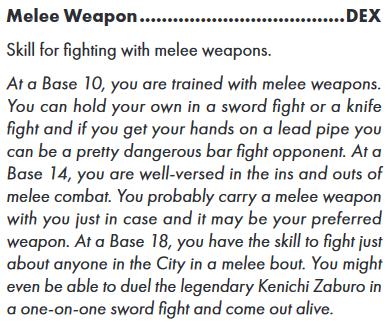 Melee Weapon....................................DEX
Skill for fighting with melee weapons.
At a Base 10, you are trained with melee weapons.
You can hold your own in a sword fight or a knife
fight and if you get your hands on a lead pipe you
can be a pretty dangerous bar fight opponent. At a
Base 14, you are well-versed in the ins and outs of
melee combat. You probably carry a melee weapon
with you just in case and it may be your preferred
weapon. At a Base 18, you have the skill to fight just
about anyone in the City in a melee bout. You might
even be able to duel the legendary Kenichi Zaburo in
a one-on-one sword fight and come out alive.